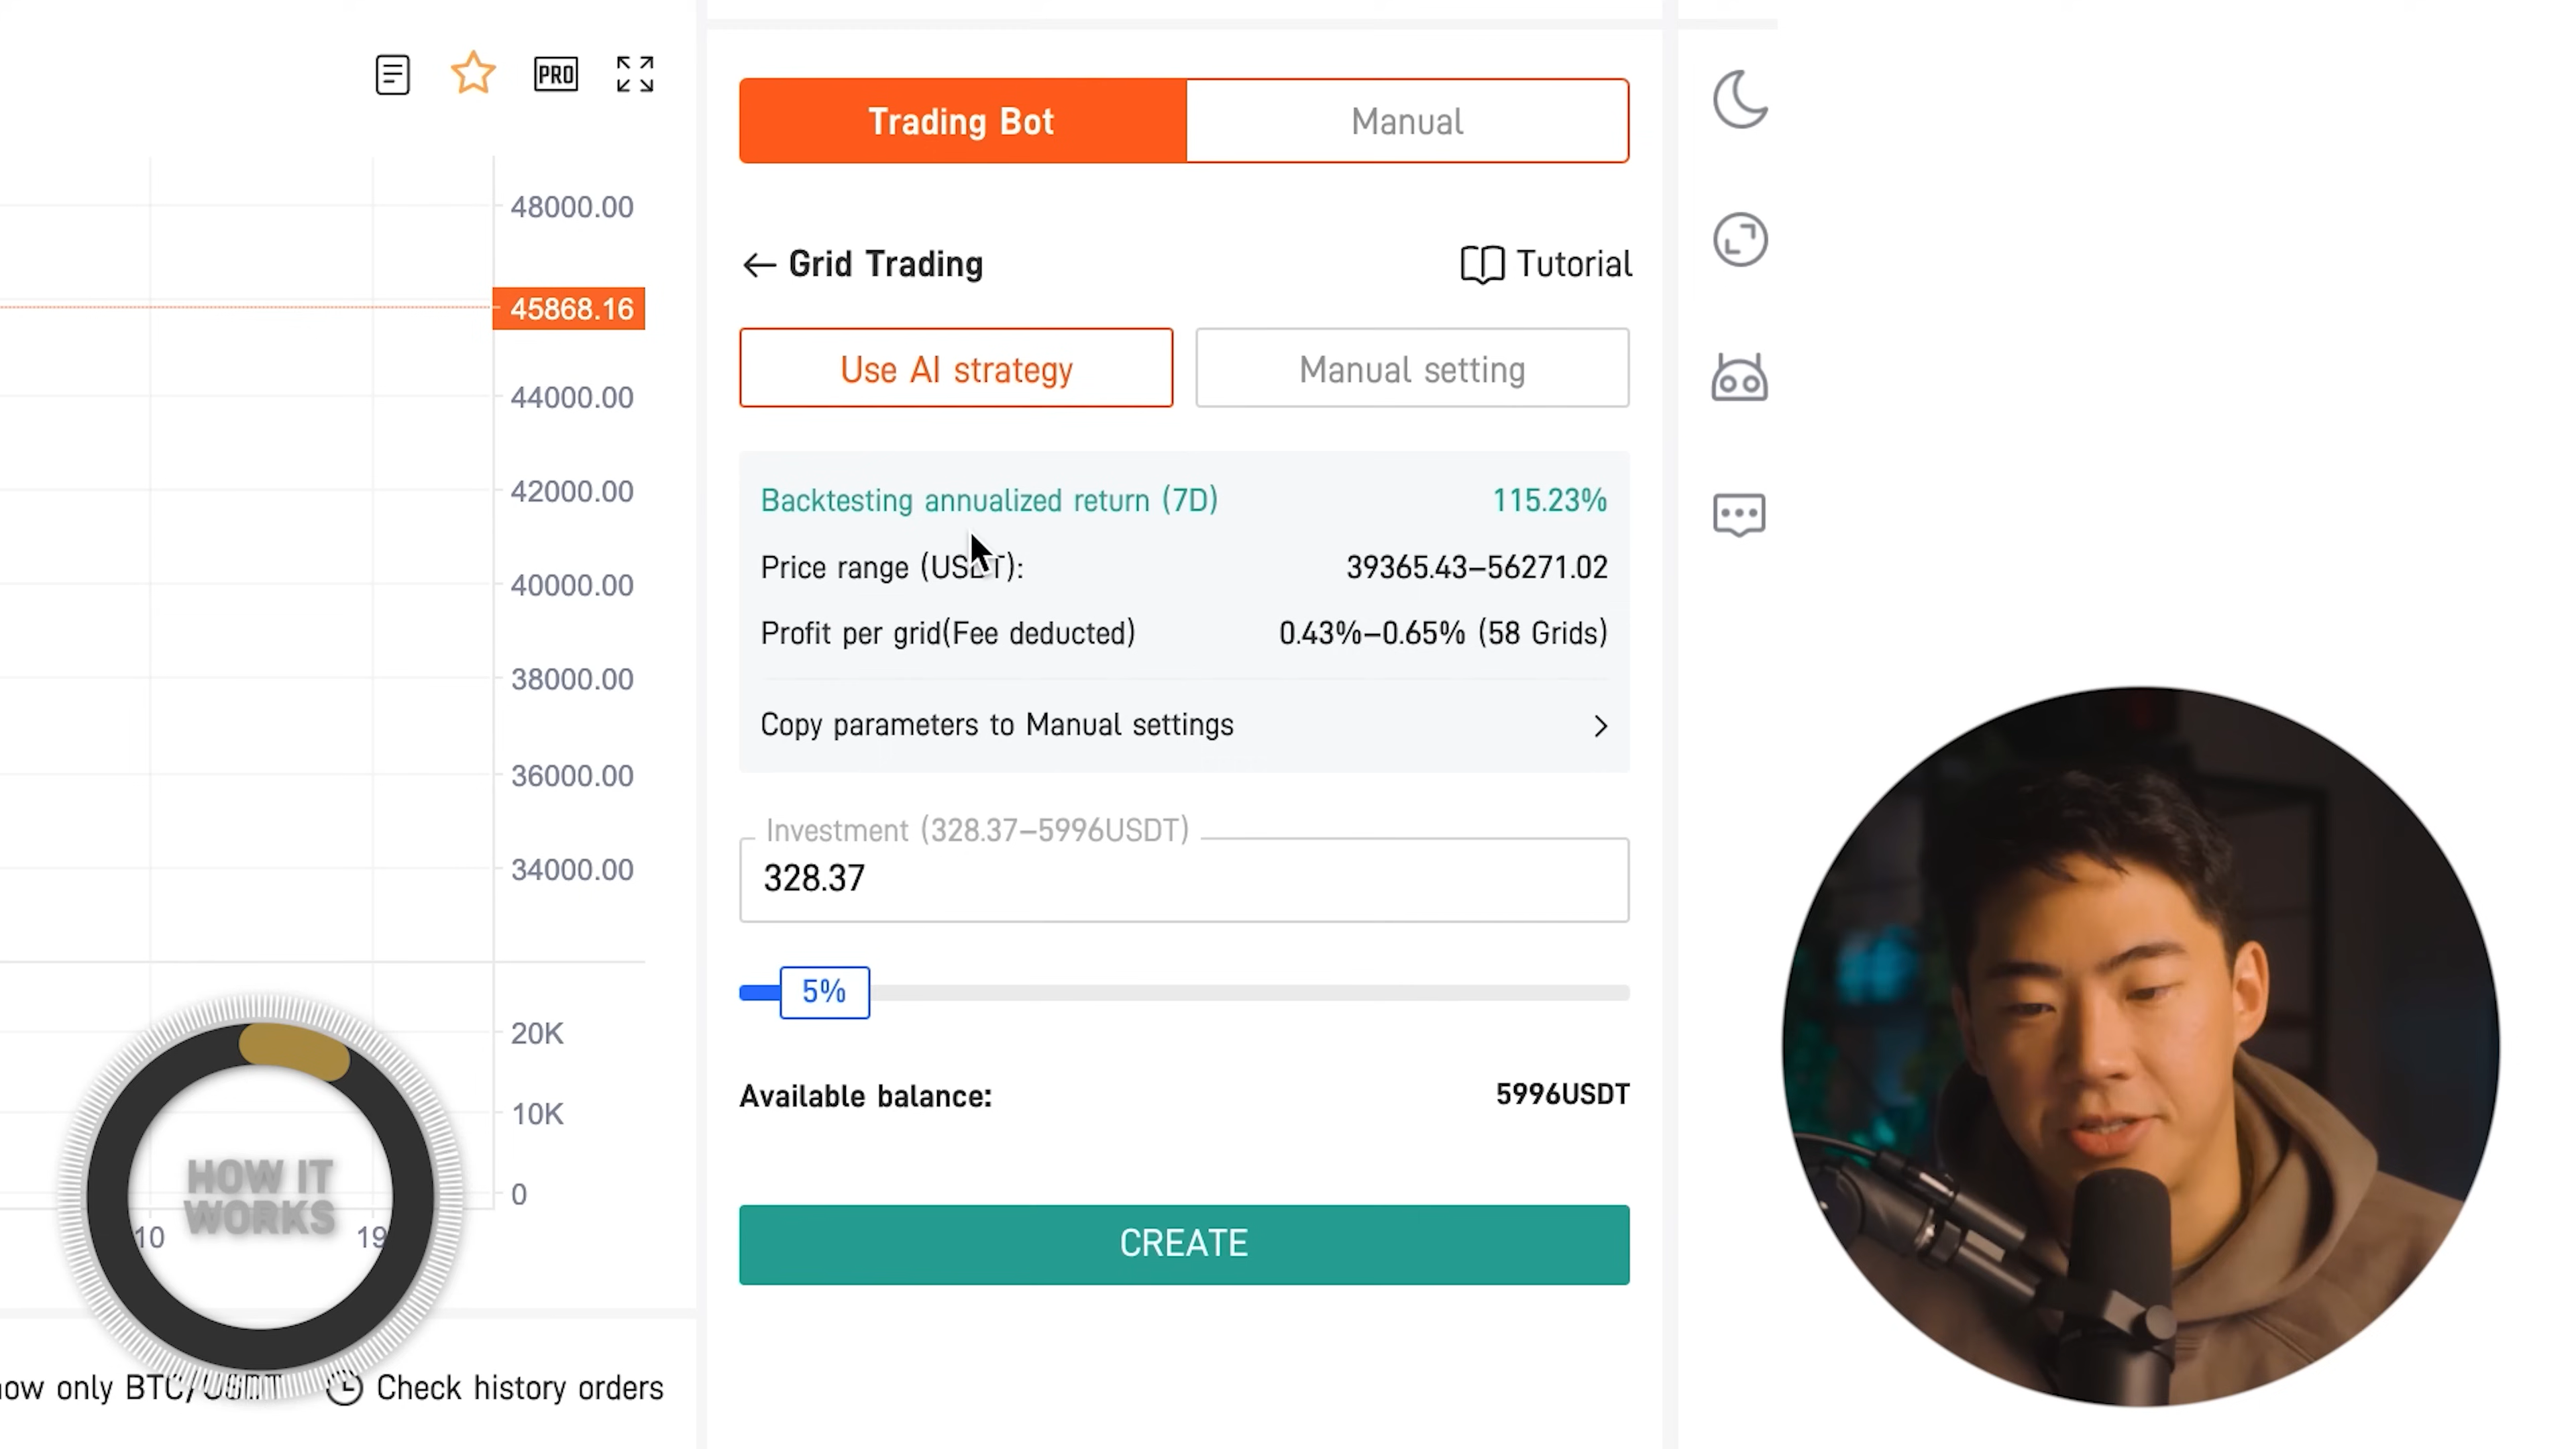 PRO
48000.00
45868.16
44000.00
42000.00
40000.00
38000.00
36000.00
34000.00
20K
10K
0
10
19
HOW IT
WORKS
only BTC/USDT
Check history orders
Trading Bot
Manual
Grid Trading
Tutorial
Use AI strategy
Manual setting
Backtesting annualized return (7D)
115.23%
Price range (USDT):
39365.43–56271.02
Profit per grid(Fee deducted)
0.43%–0.65% (58 Grids)
Copy parameters to Manual settings
Investment (328.37–5996USDT)
328.37
5%
Available balance:
5996USDT
CREATE